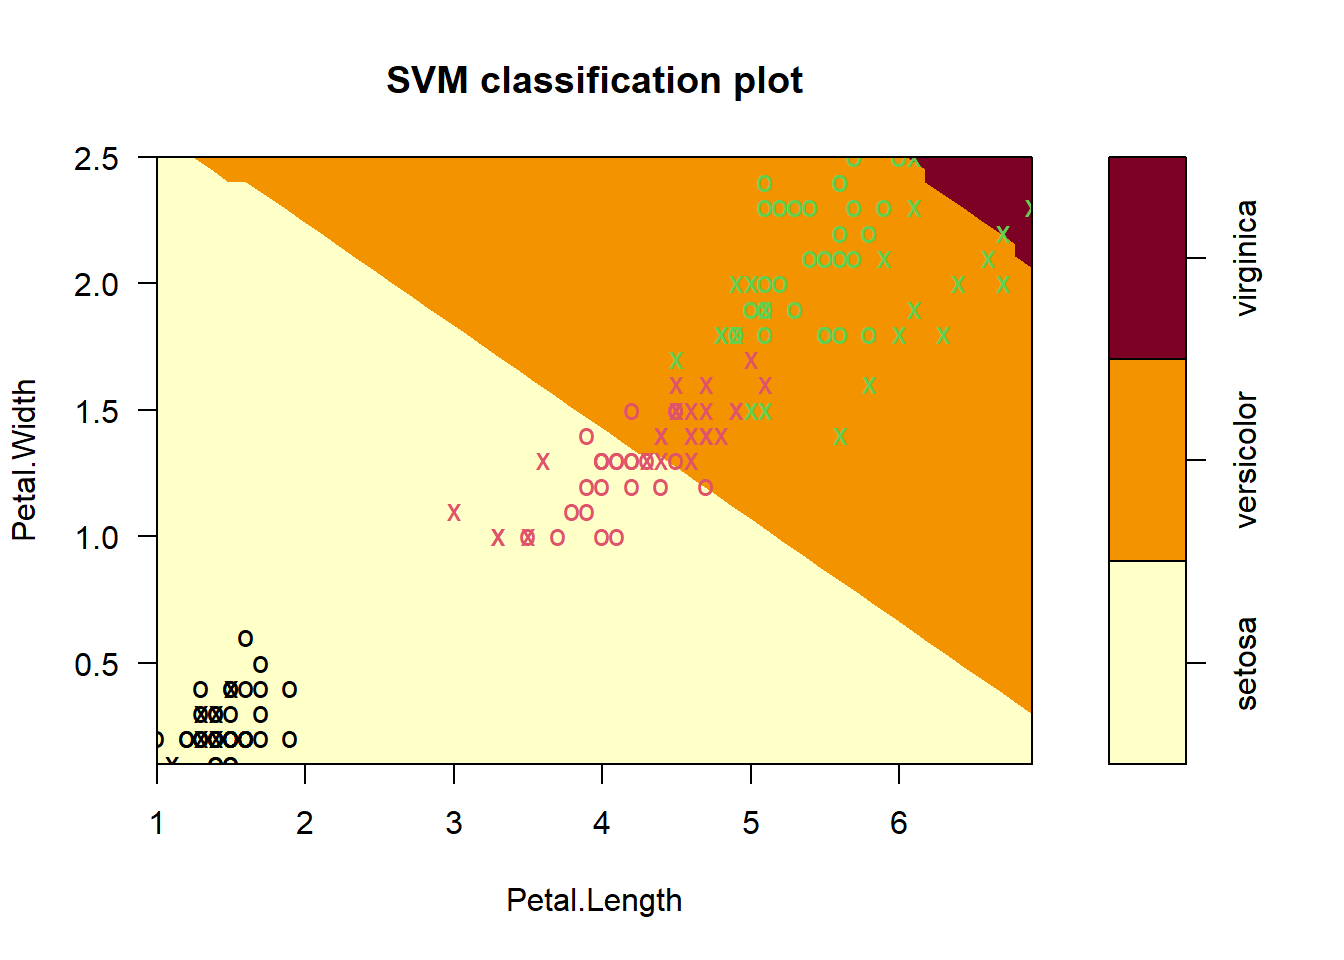 SVM classification plot
2.5
2.0
1.5
1.0
0.5
Petal.Width
1 2 3 4 5 6
Petal.Length
virginica
versicolor
setosa